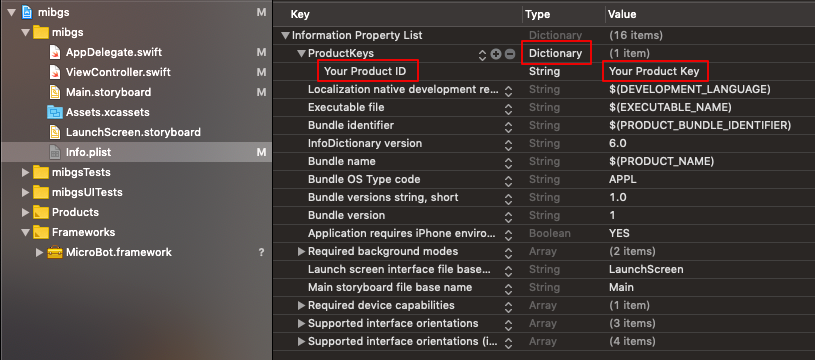 mibgs M
mibgs M
AppDelegate.swift M
ViewController.swift M
Main.storyboard M
Assets.xcassets
LaunchScreen.storyboard
Info.plist M
mibgsTests
mibgsUITests
Products
Frameworks
MicroBot.framework ?
Key Type Value
Information Property List Dictionary (16 items)
ProductKeys Dictionary (1 item)
Your Product ID String Your Product Key
Localization native development re... String $(DEVELOPMENT_LANGUAGE)
Executable file String $(EXECUTABLE_NAME)
Bundle identifier String $(PRODUCT_BUNDLE_IDENTIFIER)
InfoDictionary version String 6.0
Bundle name String $(PRODUCT_NAME)
Bundle OS Type code String APPL
Bundle versions string, short String 1.0
Bundle version String 1
Application requires iPhone enviro... Boolean YES
Required background modes Array (2 items)
Launch screen interface file base... String LaunchScreen
Main storyboard file base name String Main
Required device capabilities Array (1 item)
Supported interface orientations Array (3 items)
Supported interface orientations (i... Array (4 items)